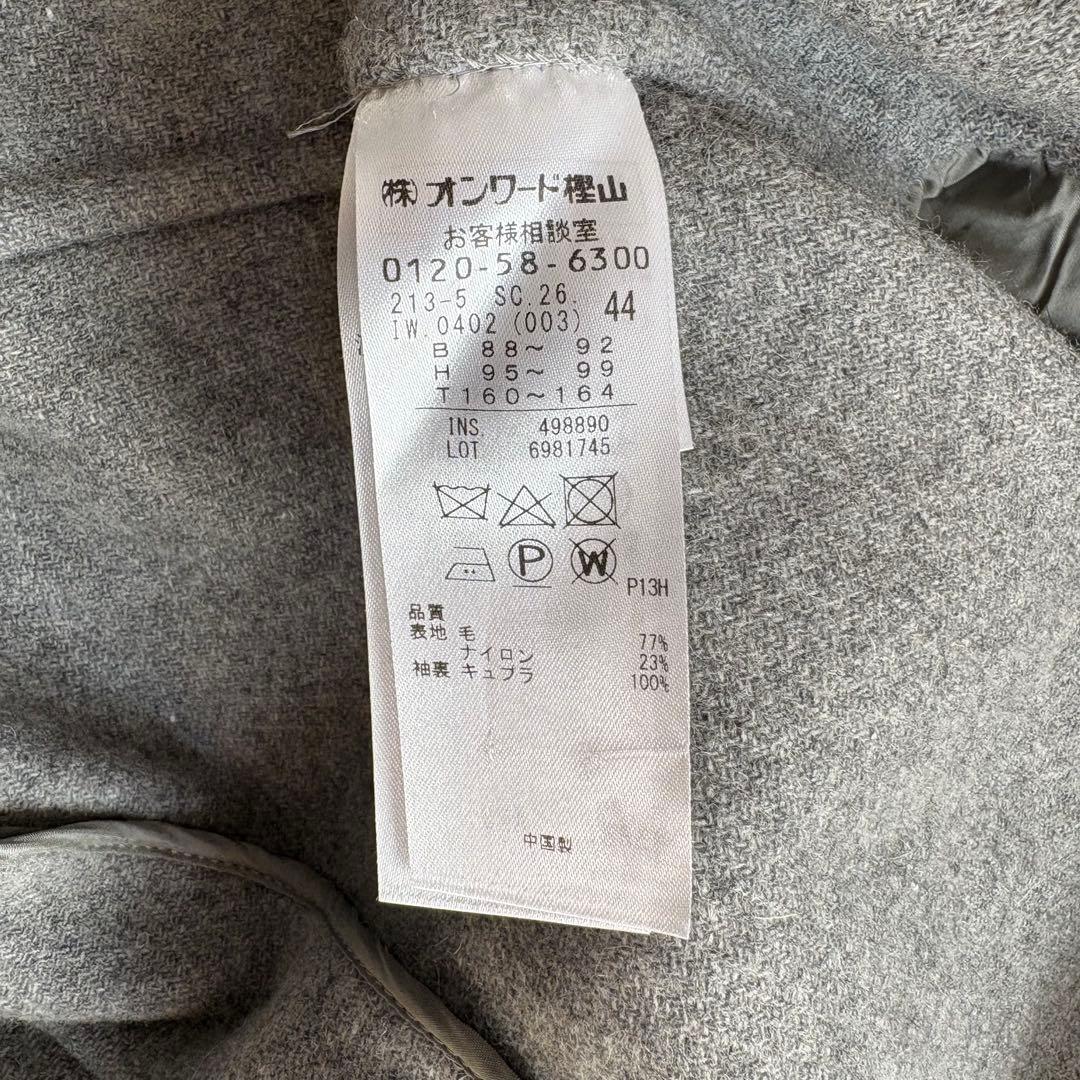 ㈱オンワード樫山
お客様相談室
0120-58-6300
213-5 SC.26. 44
IW.0402(003)
B 88〜 92
H 95〜 99
T160〜164
INS 498890
LOT 6981745
P W
P13H
品質
表地 毛 77%
ナイロン 23%
袖裏 キュプラ 100%
中国製